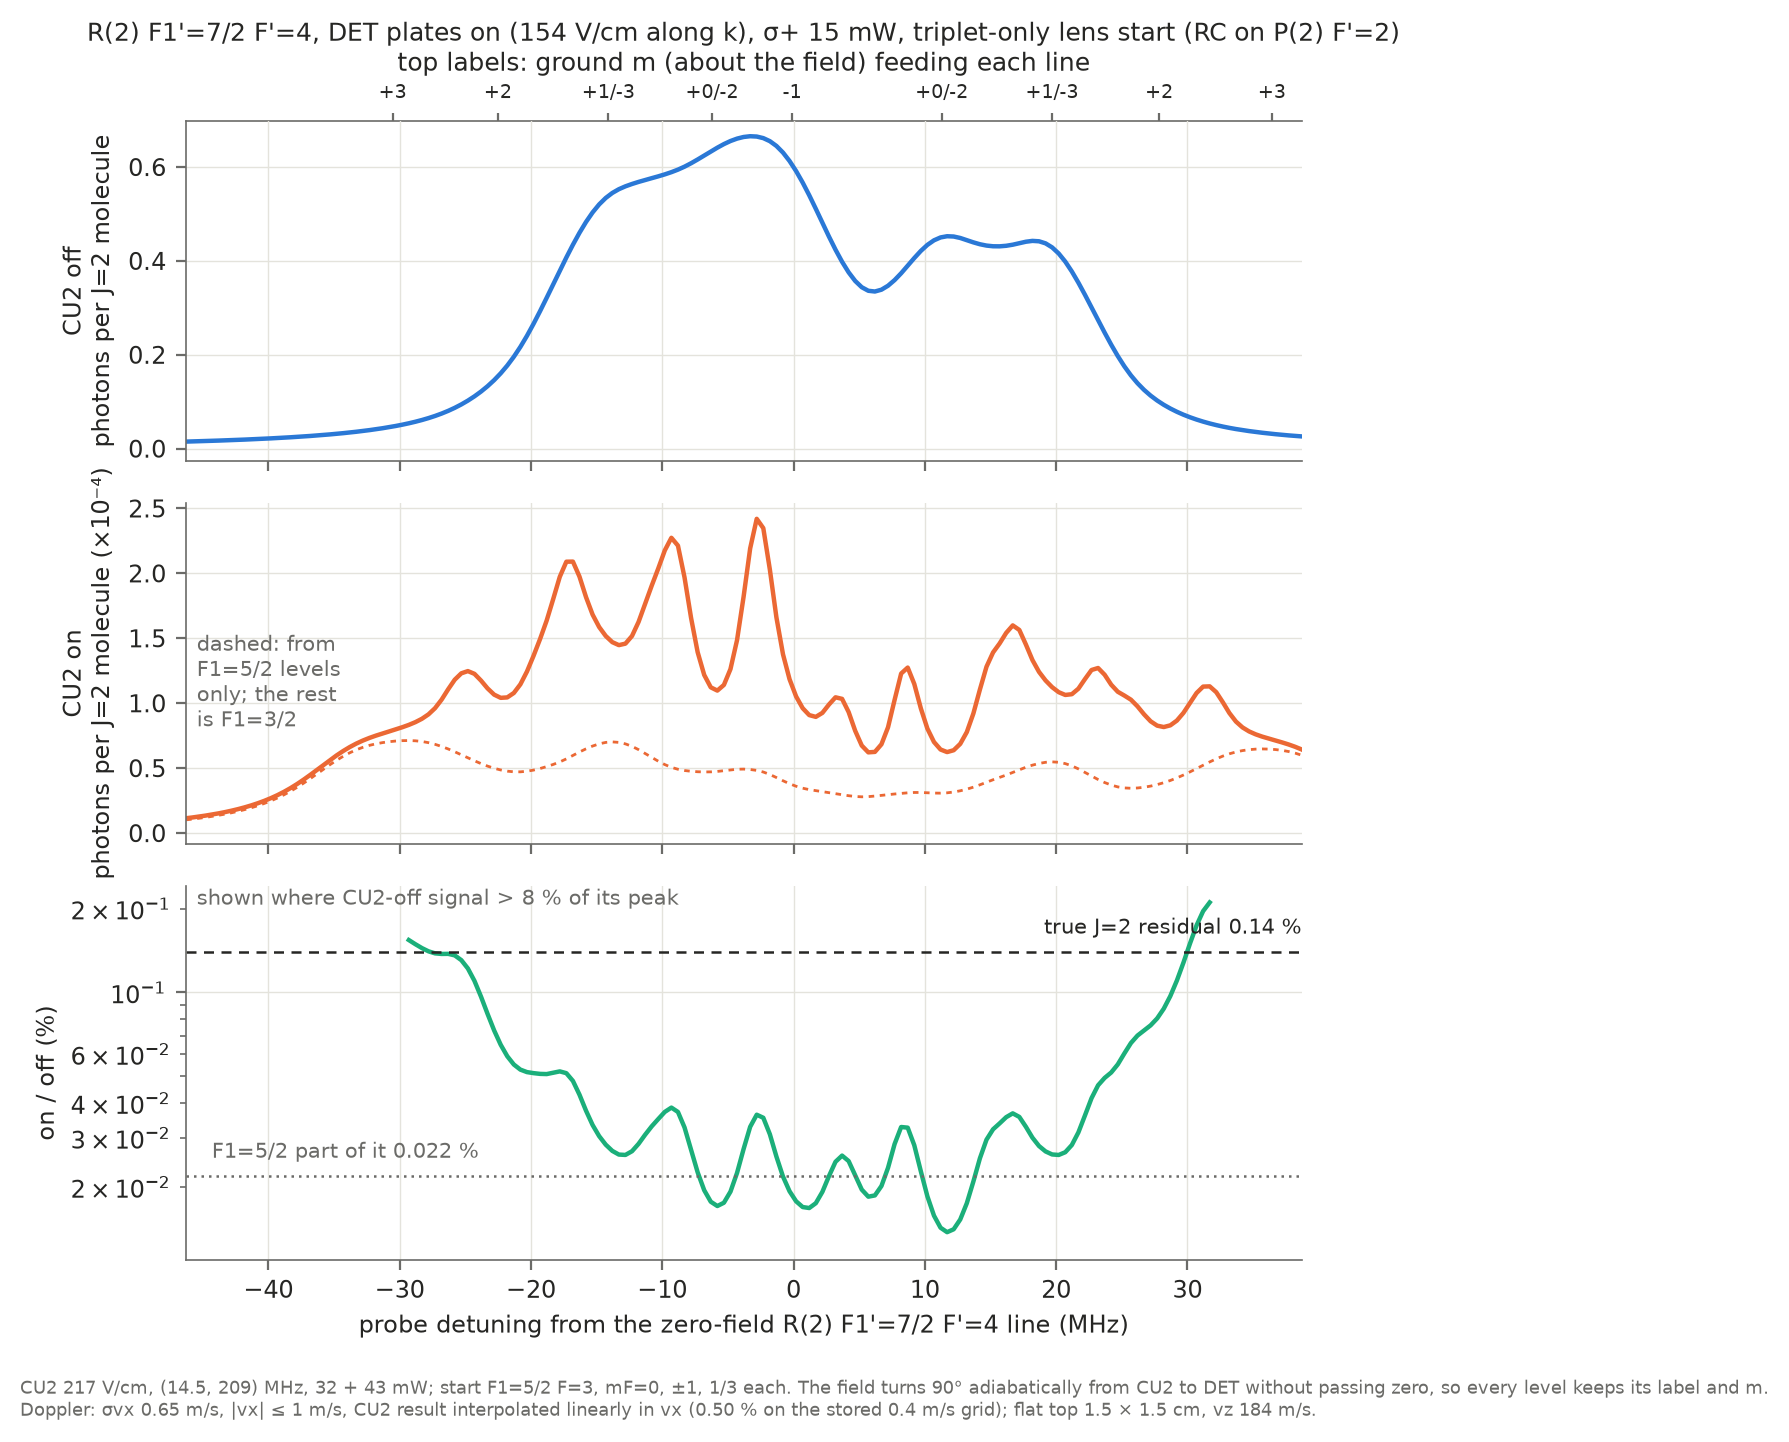 R(2) F1'=7/2 F'=4, DET plates on (154 V/cm along k), σ+ 15 mW, triplet-only lens start (RC on P(2) F'=2)
top labels: ground m (about the field) feeding each line
+3 +2 +1/-3 +0/-2 -1 +0/-2 +1/-3 +2 +3
CU2 off
photons per J=2 molecule
0.6
0.4
0.2
0.0
CU2 on
photons per J=2 molecule (×10⁻⁴)
2.5
2.0
1.5
1.0
0.5
0.0
dashed: from
F1=5/2 levels
only; the rest
is F1=3/2
on / off (%)
2 × 10⁻¹
10⁻¹
6 × 10⁻²
4 × 10⁻²
3 × 10⁻²
2 × 10⁻²
shown where CU2-off signal > 8 % of its peak
true J=2 residual 0.14 %
F1=5/2 part of it 0.022 %
−40 −30 −20 −10 0 10 20 30
probe detuning from the zero-field R(2) F1'=7/2 F'=4 line (MHz)
CU2 217 V/cm, (14.5, 209) MHz, 32 + 43 mW; start F1=5/2 F=3, mF=0, ±1, 1/3 each. The field turns 90° adiabatically from CU2 to DET without passing zero, so every level keeps its label and m.
Doppler: σvx 0.65 m/s, |vx| ≤ 1 m/s, CU2 result interpolated linearly in vx (0.50 % on the stored 0.4 m/s grid); flat top 1.5 × 1.5 cm, vz 184 m/s.